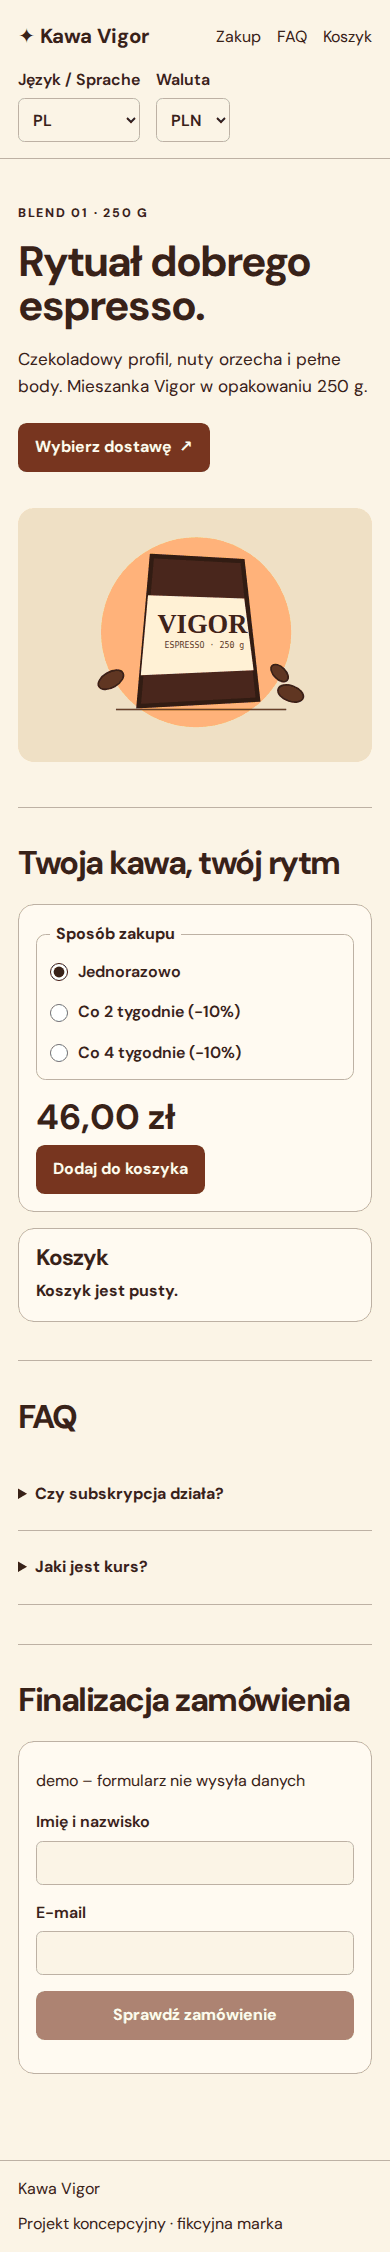 ✦ Kawa Vigor
Zakup FAQ Koszyk
Język / Sprache Waluta
PL PLN
BLEND 01 · 250 G
Rytuał dobrego
espresso.
Czekoladowy profil, nuty orzecha i pełne
body. Mieszanka Vigor w opakowaniu 250 g.
Wybierz dostawę ↗
VIGOR
ESPRESSO · 250 g
Twoja kawa, twój rytm
Sposób zakupu
Jednorazowo
Co 2 tygodnie (-10%)
Co 4 tygodnie (-10%)
46,00 zł
Dodaj do koszyka
Koszyk
Koszyk jest pusty.
FAQ
Czy subskrypcja działa?
Jaki jest kurs?
Finalizacja zamówienia
demo – formularz nie wysyła danych
Imię i nazwisko
E-mail
Sprawdź zamówienie
Kawa Vigor
Projekt koncepcyjny · fikcyjna marka